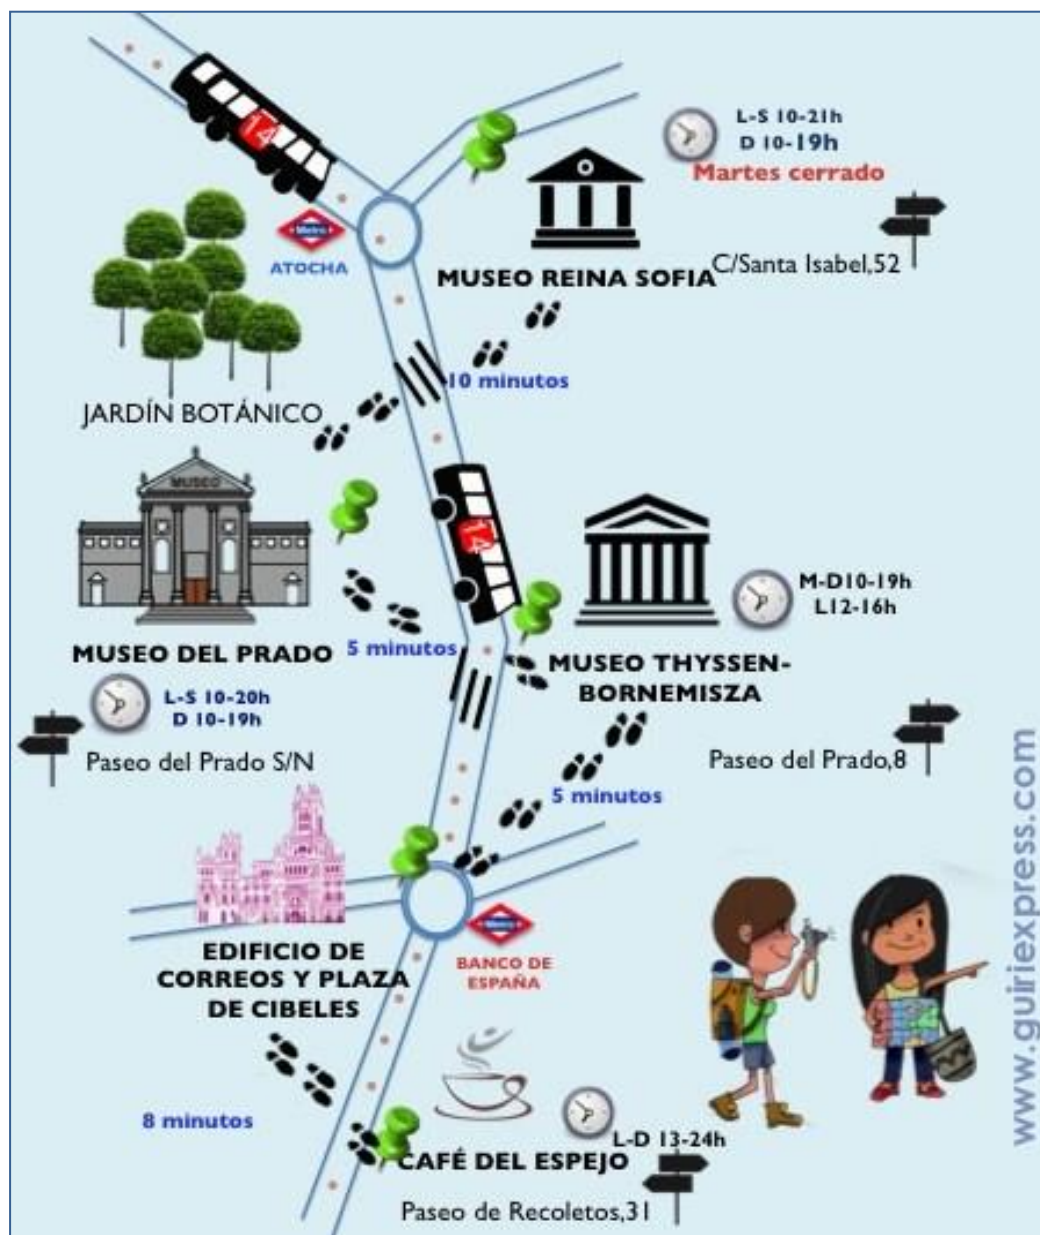 14
L-S 10-21h
D 10-19h
Martes cerrado
Metro
ATOCHA
MUSEO REINA SOFIA
C/Santa Isabel,52
10 minutos
JARDÍN BOTÁNICO
MUSEO
14
M-D10-19h
L12-16h
MUSEO DEL PRADO
5 minutos
MUSEO THYSSEN-
BORNEMISZA
L-S 10-20h
D 10-19h
Paseo del Prado S/N
Paseo del Prado,8
5 minutos
EDIFICIO DE
CORREOS Y PLAZA
DE CIBELES
BANCO DE
ESPAÑA
8 minutos
L-D 13-24h
CAFÉ DEL ESPEJO
Paseo de Recoletos,31
www.guiriexpress.com